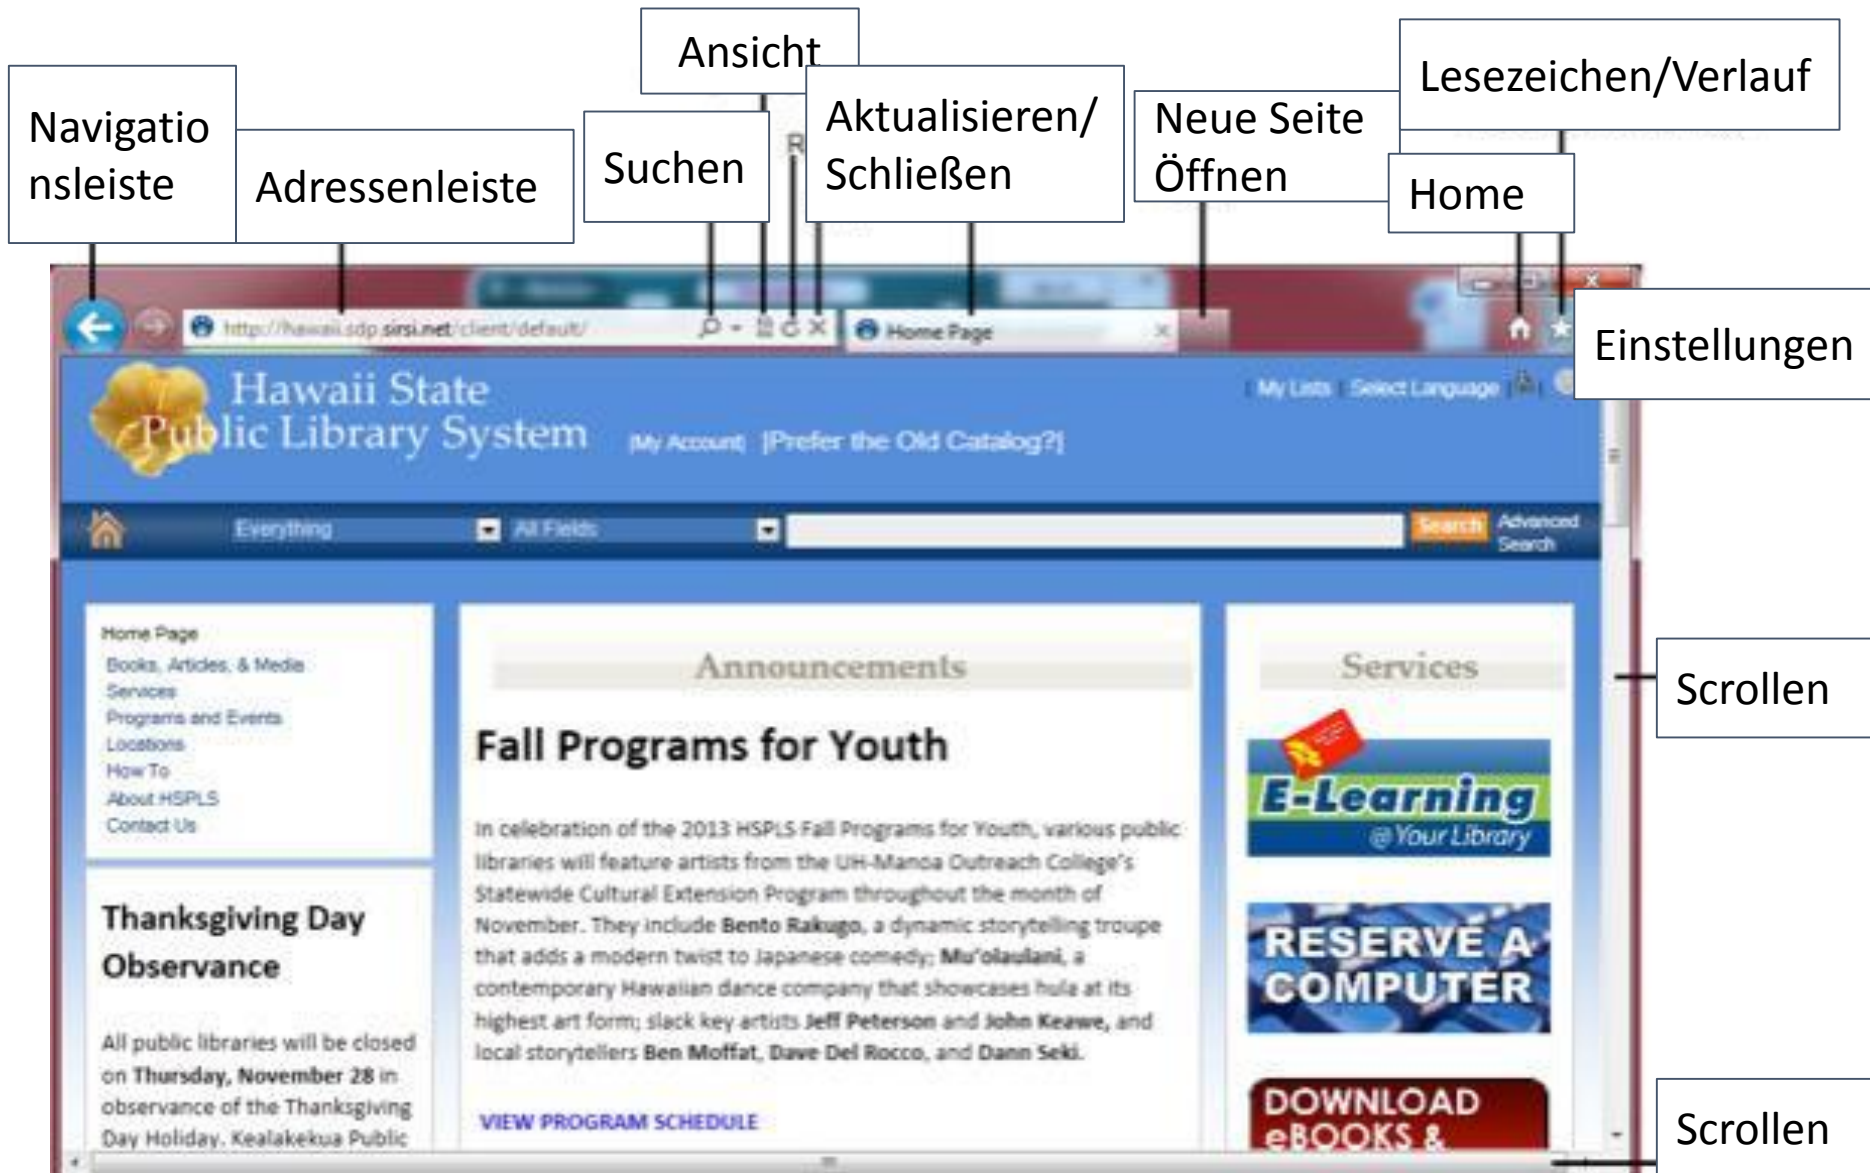 Ansicht
Lesezeichen/Verlauf
Navigatio
nsleiste
Adressenleiste
Suchen
R
Aktualisieren/
Schließen
Neue Seite
Öffnen
Home
Einstellungen
http://hawaii.sdp.sirsi.net/client/default/
Home Page
Hawaii State
Public Library System
[My Account] [Prefer the Old Catalog?]
| My Lists | Select Language |
Everything
All Fields
Search
Advanced
Search
Home Page
Books, Articles, & Media
Services
Programs and Events
Locations
How To
About HSPLS
Contact Us
Thanksgiving Day
Observance
All public libraries will be closed
on Thursday, November 28 in
observance of the Thanksgiving
Day Holiday. Kealakekua Public
Announcements
Fall Programs for Youth
In celebration of the 2013 HSPLS Fall Programs for Youth, various public
libraries will feature artists from the UH-Manoa Outreach College's
Statewide Cultural Extension Program throughout the month of
November. They include Bento Rakugo, a dynamic storytelling troupe
that adds a modern twist to Japanese comedy; Mu'olaulani, a
contemporary Hawaiian dance company that showcases hula at its
highest art form; slack key artists Jeff Peterson and John Keawe, and
local storytellers Ben Moffat, Dave Del Rocco, and Dann Seki.
VIEW PROGRAM SCHEDULE
Services
E-Learning
@ Your Library
RESERVE A
COMPUTER
DOWNLOAD
eBOOKS &
Scrollen
Scrollen